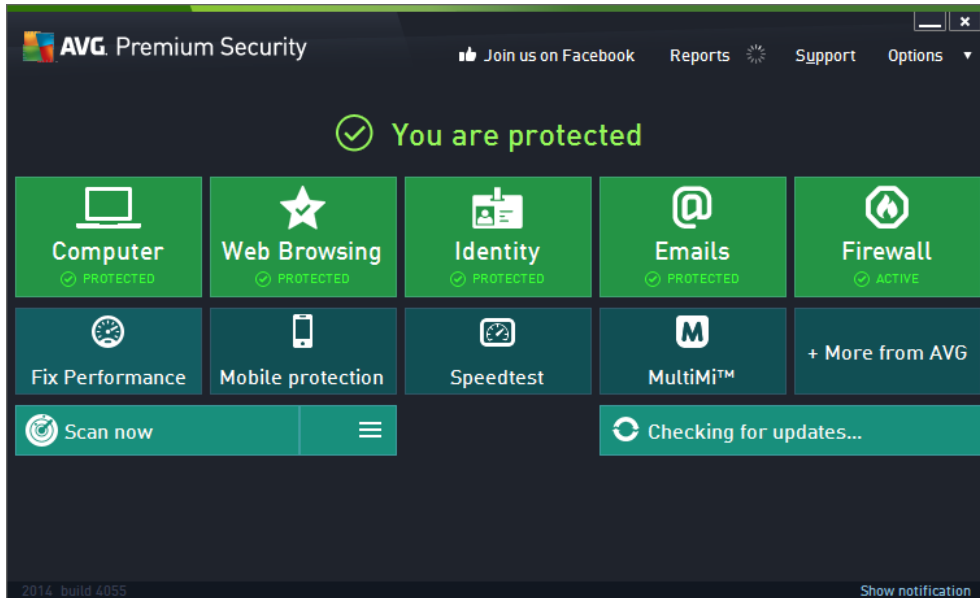 AVG. Premium Security
Join us on Facebook
Reports
Support
Options
You are protected
Computer
PROTECTED
Web Browsing
PROTECTED
Identity
PROTECTED
Emails
PROTECTED
Firewall
ACTIVE
Fix Performance
Mobile protection
Speedtest
MultiMi™
+ More from AVG
Scan now
Checking for updates...
2014 build 4055
Show notification